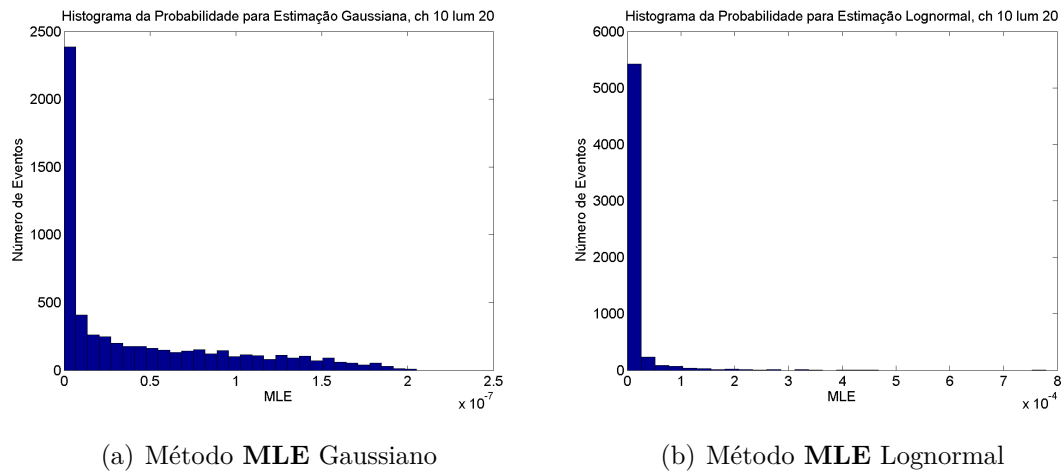 Histograma da Probabilidade para Estimação Gaussiana, ch 10 lum 20
2500
2000
1500
1000
500
0
Número de Eventos
0 0.5 1 1.5 2 2.5
MLE
x 10^-7
(a) Método MLE Gaussiano
Histograma da Probabilidade para Estimação Lognormal, ch 10 lum 20
6000
5000
4000
3000
2000
1000
0
Número de Eventos
0 1 2 3 4 5 6 7 8
MLE
x 10^-4
(b) Método MLE Lognormal